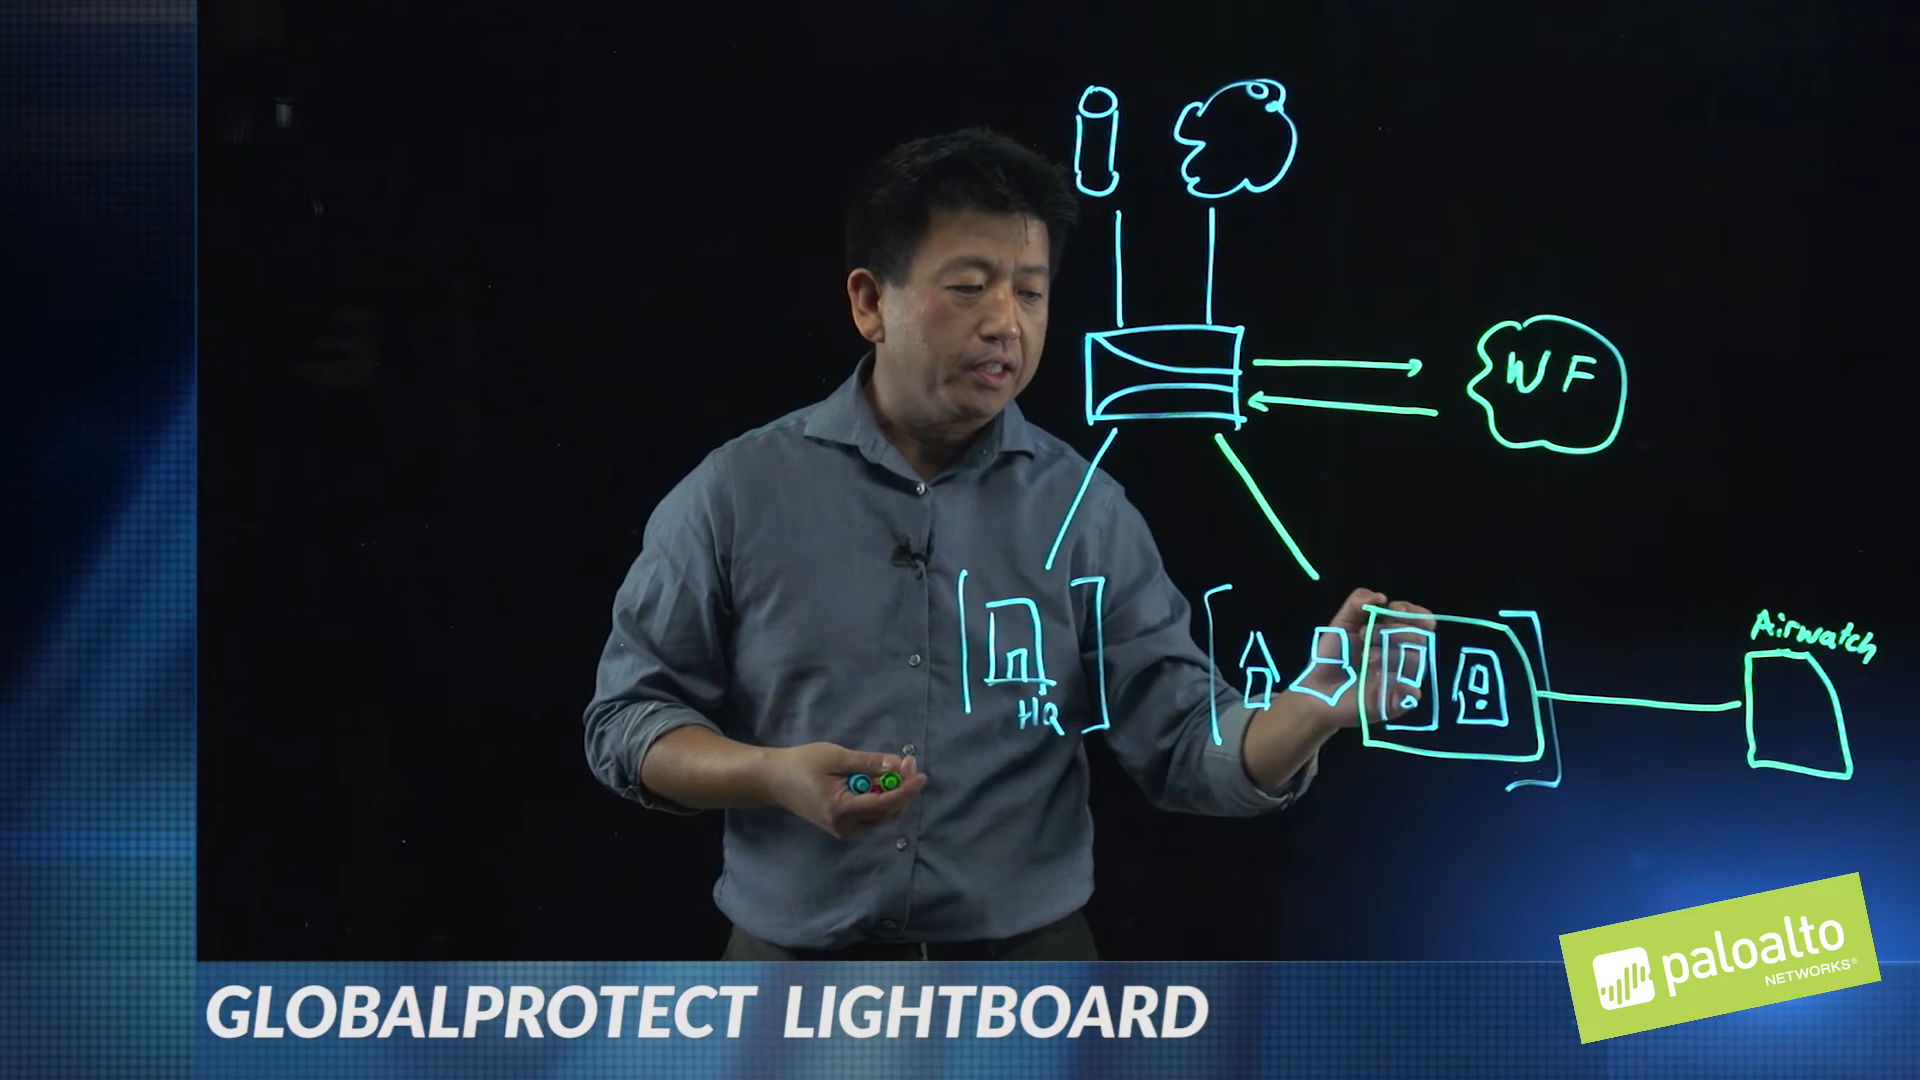 WF
Airwatch
HQ
paloalto
NETWORKS®
GLOBALPROTECT LIGHTBOARD